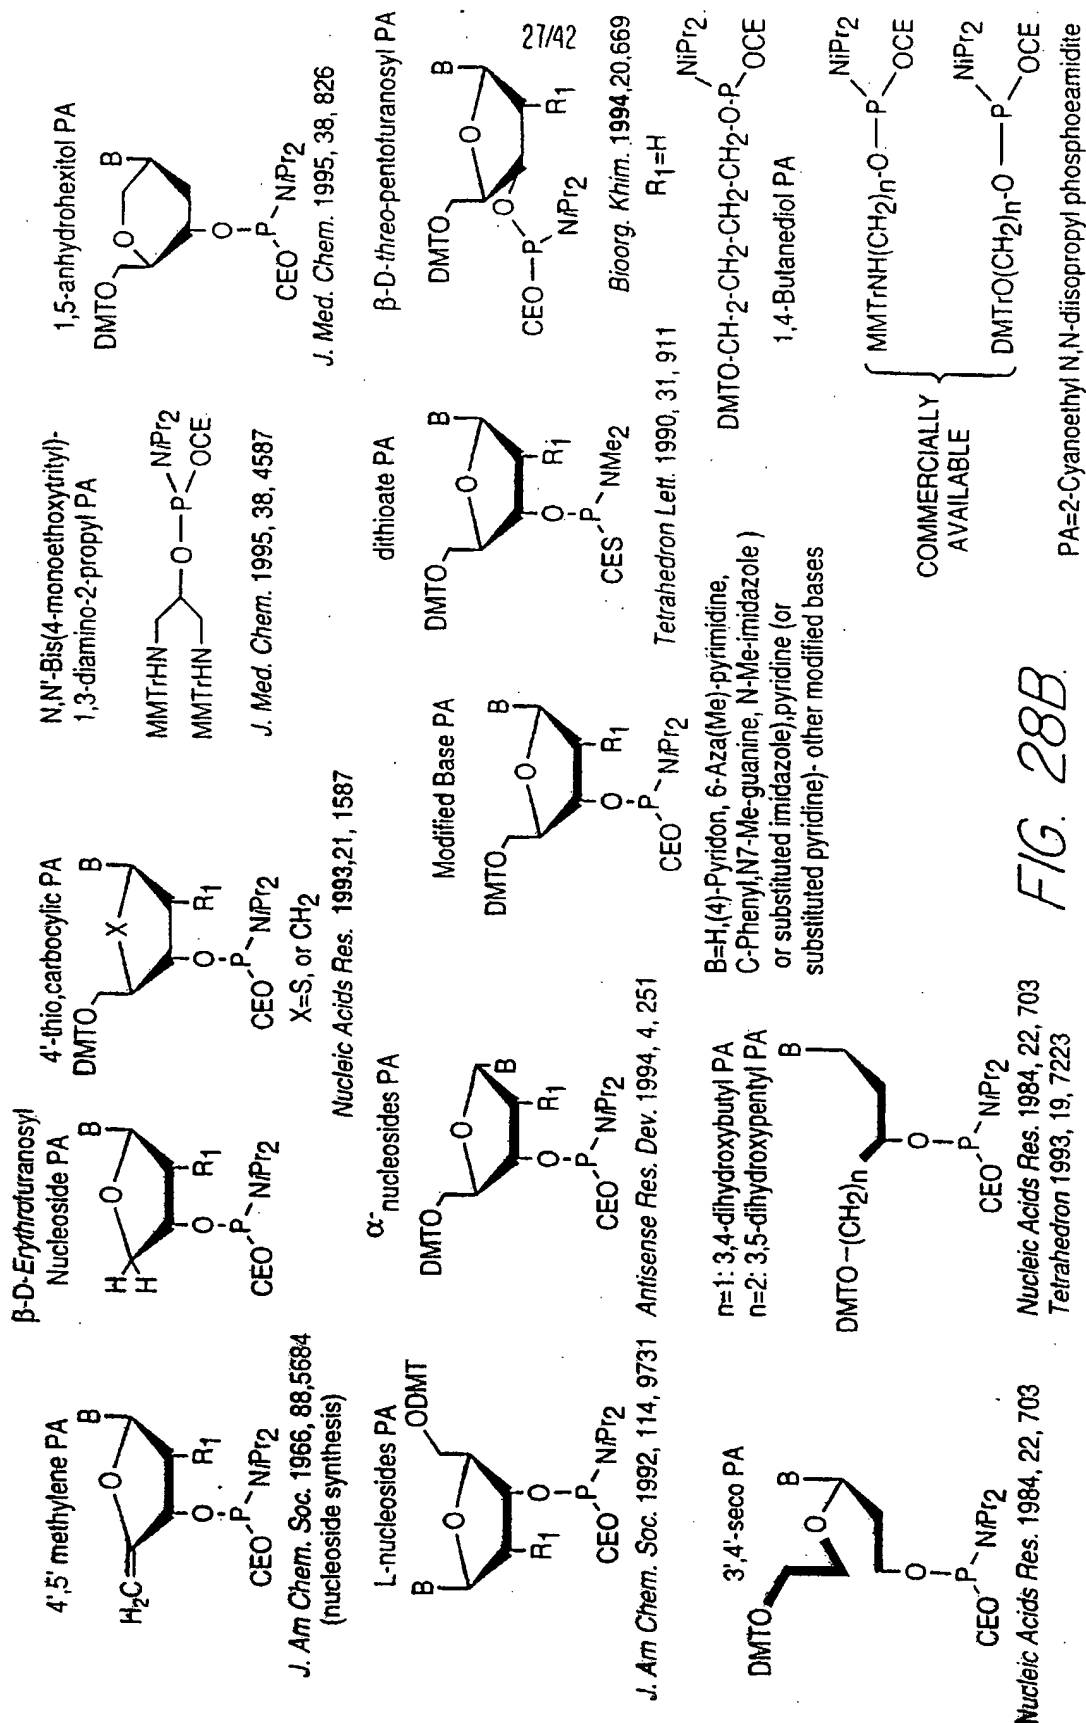 27/42
4',5' methylene PA
H2C
O
B
R1
O
P
CEO
NiPr2
J. Am Chem. Soc. 1966, 88,5684
(nucleoside synthesis)
β-D-Erythrofuranosyl
Nucleoside PA
H
H
O
B
R1
O
P
CEO
NiPr2
4'-thio,carbocylic PA
DMTO
X
B
R1
O
P
CEO
NiPr2
X=S, or CH2
Nucleic Acids Res. 1993,21, 1587
N,N'-Bis(4-monoethoxytrityl)-
1,3-diamino-2-propyl PA
MMTrHN
MMTrHN
O
P
NiPr2
OCE
J. Med. Chem. 1995, 38, 4587
1,5-anhydrohexitol PA
DMTO
O
B
O
P
CEO
NiPr2
J. Med. Chem. 1995, 38, 826
L-nucleosides PA
B
O
ODMT
R1
O
P
CEO
NiPr2
J. Am Chem. Soc. 1992, 114, 9731
α-
nucleosides PA
DMTO
O
B
R1
O
P
CEO
NiPr2
Antisense Res. Dev. 1994, 4, 251
Modified Base PA
DMTO
O
B
R1
O
P
CEO
NiPr2
B=H,(4)-Pyridon, 6-Aza(Me)-pyrimidine,
C-Phenyl,N7-Me-guanine, N-Me-imidazole )
or substituted imidazole),pyridine (or
substituted pyridine)- other modified bases
dithioate PA
DMTO
O
B
R1
O
P
CES
NMe2
Tetrahedron Lett. 1990, 31, 911
β-D-threo-pentoturanosyl PA
DMTO
O
B
R1
O
CEO
P
NiPr2
Bioorg. Khim. 1994,20,669
R1=H
3',4'-seco PA
DMTO
O
B
O
P
CEO
NiPr2
Nucleic Acids Res. 1984, 22, 703
n=1: 3,4-dihydroxybutyl PA
n=2: 3,5-dihydroxypentyl PA
DMTO-(CH2)n
B
O
P
CEO
NiPr2
Nucleic Acids Res. 1984, 22, 703
Tetrahedron 1993, 19, 7223
DMTO-CH-2-CH2-CH2-CH2-O-P
NiPr2
OCE
1,4-Butanediol PA
COMMERCIALLY
AVAILABLE
MMTrNH(CH2)n-O-P
NiPr2
OCE
DMTrO(CH2)n-O-P
NiPr2
OCE
PA=2-Cyanoethyl N,N-diisopropyl phosphoeamidite
FIG. 28B.